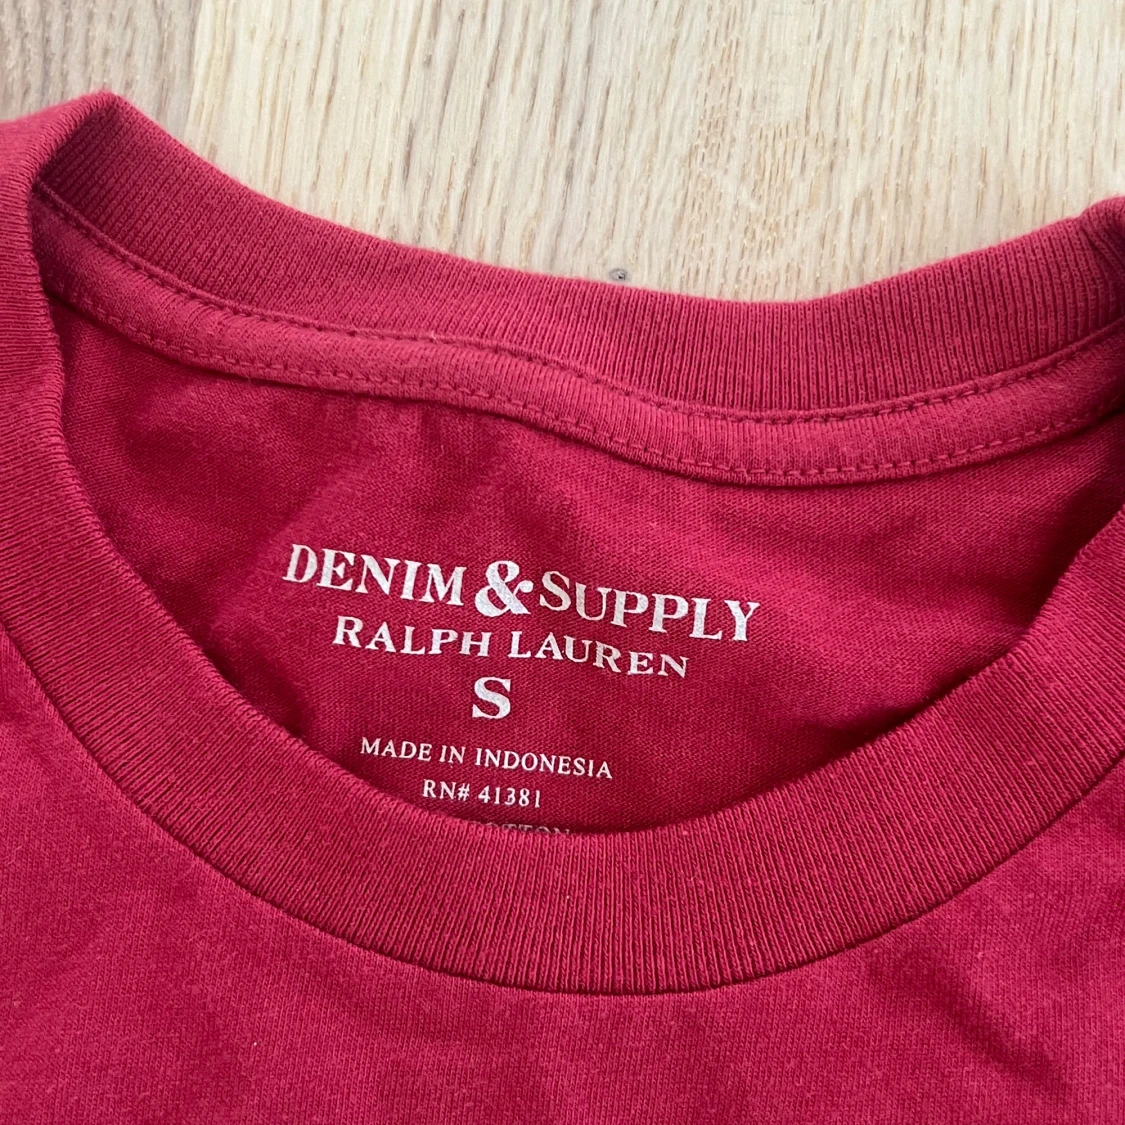 DENIM & SUPPLY
RALPH LAUREN
S
MADE IN INDONESIA
RN# 41381